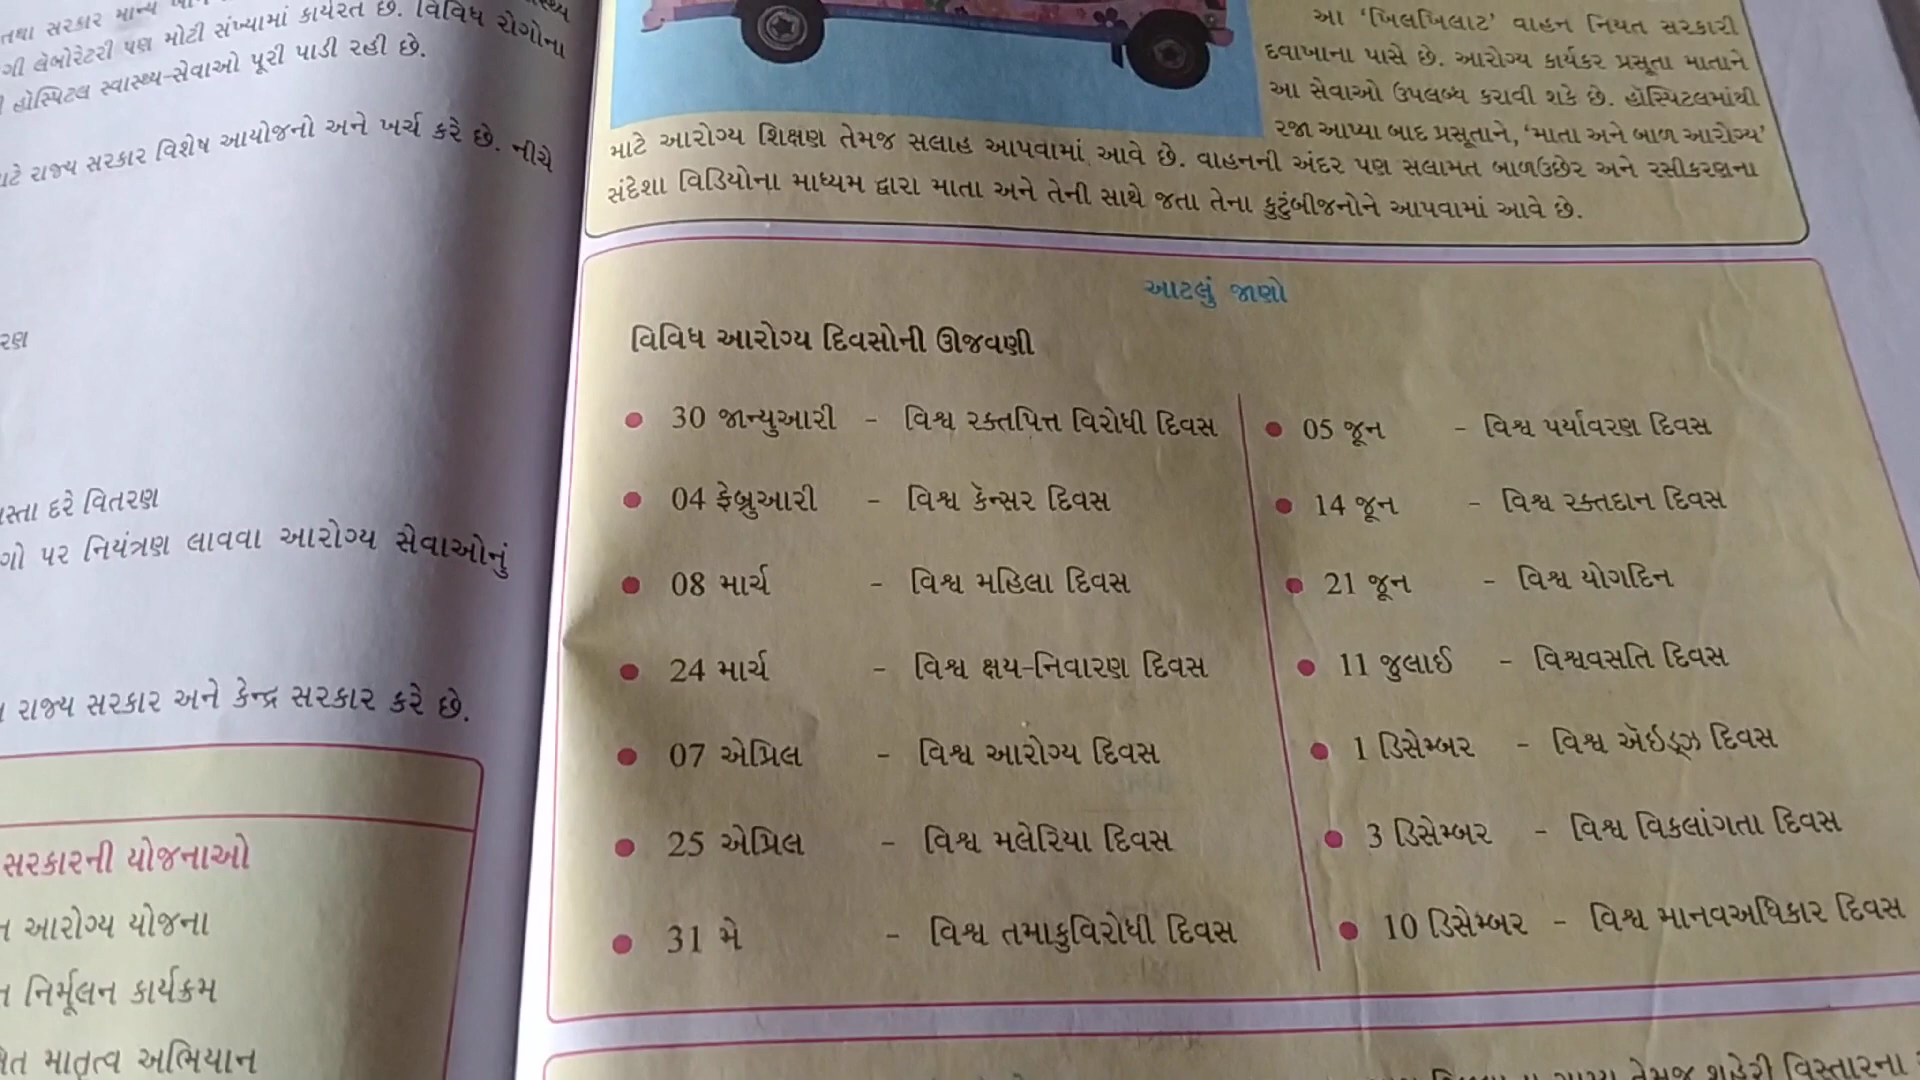 તથા સરકાર માન્ય
ગી લૅબોરેટરી પણ મોટી સંખ્યામાં કાર્યરત છે. વિવિધ રોગોના
હૉસ્પિટલ સ્વાસ્થ્ય-સેવાઓ પૂરી પાડી રહી છે.
રાજ્ય સરકાર વિશેષ આયોજનો અને ખર્ચ કરે છે. નીચે
રણ
સ્તા દરે વિતરણ
ગો પર નિયંત્રણ લાવવા આરોગ્ય સેવાઓનું
રાજ્ય સરકાર અને કેન્દ્ર સરકાર કરે છે.
સરકારની યોજનાઓ
આરોગ્ય યોજના
નિર્મૂલન કાર્યક્રમ
માતૃત્વ અભિયાન
આ ‘ખિલખિલાટ’ વાહન નિયત સરકારી
દવાખાના પાસે છે. આરોગ્ય કાર્યકર પ્રસૂતા માતાને
આ સેવાઓ ઉપલબ્ધ કરાવી શકે છે. હૉસ્પિટલમાંથી
રજા આપ્યા બાદ પ્રસૂતાને, ‘માતા અને બાળ આરોગ્ય’
માટે આરોગ્ય શિક્ષણ તેમજ સલાહ આપવામાં આવે છે. વાહનની અંદર પણ સલામત બાળઉછેર અને રસીકરણના
સંદેશા વિડિયોના માધ્યમ દ્વારા માતા અને તેની સાથે જતા તેના કુટુંબીજનોને આપવામાં આવે છે.
આટલું જાણો
વિવિધ આરોગ્ય દિવસોની ઊજવણી
• 30 જાન્યુઆરી - વિશ્વ રક્તપિત્ત વિરોધી દિવસ
• 04 ફેબ્રુઆરી - વિશ્વ કૅન્સર દિવસ
• 08 માર્ચ - વિશ્વ મહિલા દિવસ
• 24 માર્ચ - વિશ્વ ક્ષય-નિવારણ દિવસ
• 07 એપ્રિલ - વિશ્વ આરોગ્ય દિવસ
• 25 એપ્રિલ - વિશ્વ મલેરિયા દિવસ
• 31 મે - વિશ્વ તમાકુવિરોધી દિવસ
• 05 જૂન - વિશ્વ પર્યાવરણ દિવસ
• 14 જૂન - વિશ્વ રક્તદાન દિવસ
• 21 જૂન - વિશ્વ યોગદિન
• 11 જુલાઈ - વિશ્વવસતિ દિવસ
• 1 ડિસેમ્બર - વિશ્વ ઍઇડ્ઝ દિવસ
• 3 ડિસેમ્બર - વિશ્વ વિકલાંગતા દિવસ
• 10 ડિસેમ્બર - વિશ્વ માનવઅધિકાર દિવસ
તેમજ શહેરી વિસ્તારના